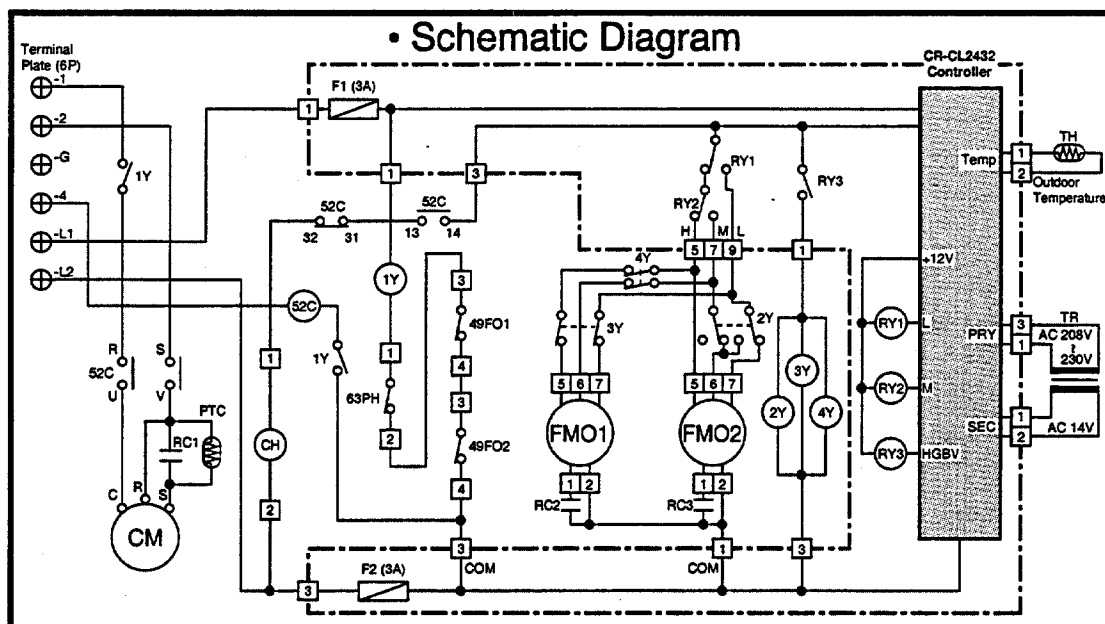 • Schematic Diagram
Terminal
Plate (6P)
-1
-2
-G
-4
-L1
-L2
1Y
F1 (3A)
1
1
3
52C
32 31
52C
13 14
RY1
RY2
H M L
5 7 9
RY3
1
CR-CL2432
Controller
Temp
1
2
TH
Outdoor
Temperature
+12V
RY1 L
RY2 M
RY3 HGBV
PRY
3
1
TR
AC 208V
~
230V
SEC
1
2
AC 14V
52C
1Y
1Y
1
63PH
2
3
49FO1
4
3
49FO2
4
4Y
3Y
2Y
5 6 7
FMO1
1 2
RC2
5 6 7
FMO2
1 2
RC3
2Y
3Y
4Y
R S
52C
U V
PTC
RC1
C R S
CM
1
CH
2
3
COM
1
COM
3
3
F2 (3A)